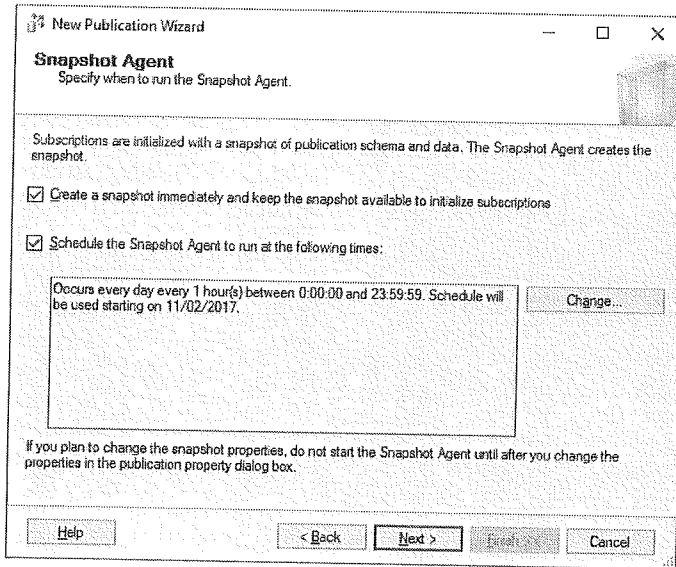 New Publication Wizard
Snapshot Agent
Specify when to run the Snapshot Agent.
Subscriptions are initialized with a snapshot of publication schema and data. The Snapshot Agent creates the
snapshot.
Create a snapshot immediately and keep the snapshot available to initialize subscriptions
Schedule the Snapshot Agent to run at the following times:
Occurs every day every 1 hour(s) between 0:00:00 and 23:59:59. Schedule will
be used starting on 11/02/2017.
Change...
If you plan to change the snapshot properties, do not start the Snapshot Agent until after you change the
properties in the publication property dialog box.
Help
< Back
Next >
Finish >>|
Cancel